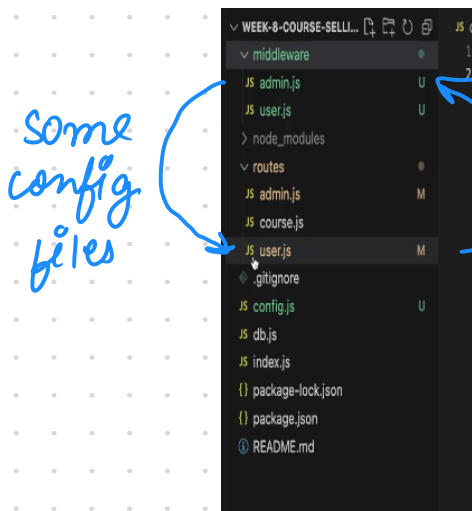 some
config
files
WEEK-8-COURSE-SELLI...
middleware
JS admin.js U
JS user.js U
node_modules
routes
JS admin.js M
JS course.js
JS user.js M
.gitignore
JS config.js U
JS db.js
JS index.js
{} package-lock.json
{} package.json
README.md
JS
1
2